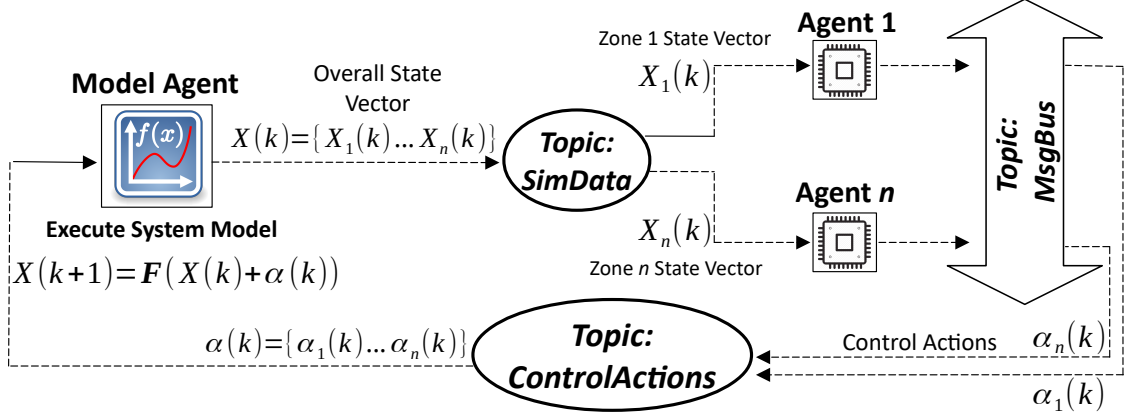 Model Agent
f(x)
Execute System Model
X(k+1)=F(X(k)+α(k))
Overall State
Vector
X(k)={X₁(k)...Xₙ(k)}
Topic:
SimData
Zone 1 State Vector
X₁(k)
Agent 1
Xₙ(k)
Zone n State Vector
Agent n
Topic:
MsgBus
Control Actions
αₙ(k)
α₁(k)
Topic:
ControlActions
α(k)={α₁(k)...αₙ(k)}